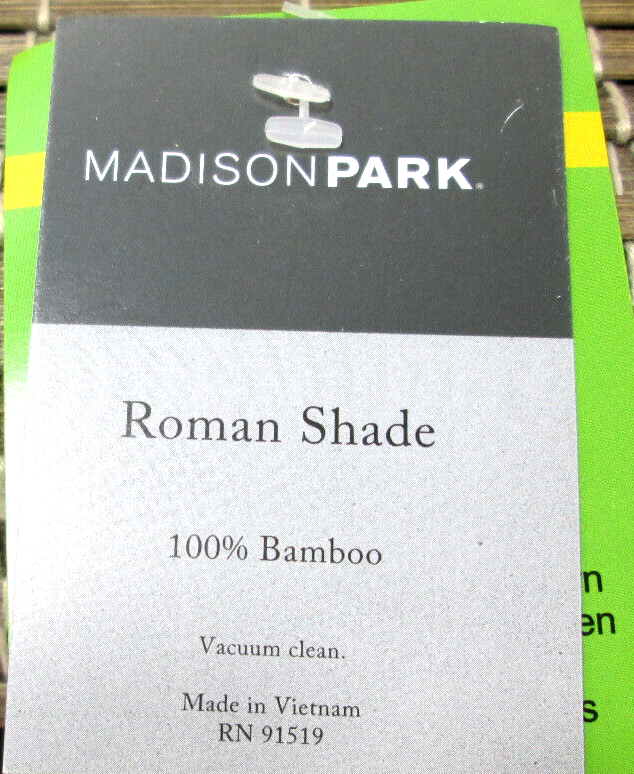 MADISONPARK®
Roman Shade
100% Bamboo
Vacuum clean.
Made in Vietnam
RN 91519